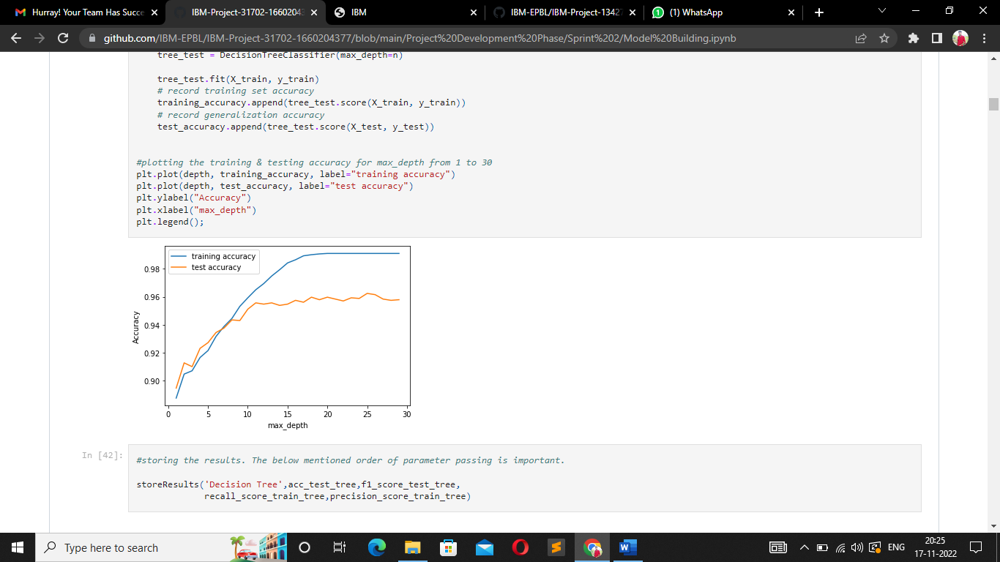 Hurray! Your Team Has Succe
IBM-Project-31702-16602043
IBM
IBM-EPBL/IBM-Project-13427
(1) WhatsApp
github.com/IBM-EPBL/IBM-Project-31702-1660204377/blob/main/Project%20Development%20Phase/Sprint%202/Model%20Building.ipynb
tree_test = DecisionTreeClassifier(max_depth=n)
tree_test.fit(X_train, y_train)
# record training set accuracy
training_accuracy.append(tree_test.score(X_train, y_train))
# record generalization accuracy
test_accuracy.append(tree_test.score(X_test, y_test))
#plotting the training & testing accuracy for max_depth from 1 to 30
plt.plot(depth, training_accuracy, label="training accuracy")
plt.plot(depth, test_accuracy, label="test accuracy")
plt.ylabel("Accuracy")
plt.xlabel("max_depth")
plt.legend();
training accuracy
test accuracy
0.98
0.96
0.94
0.92
0.90
Accuracy
0 5 10 15 20 25 30
max_depth
In [42]:
#storing the results. The below mentioned order of parameter passing is important.
storeResults('Decision Tree',acc_test_tree,f1_score_test_tree,
recall_score_train_tree,precision_score_train_tree)
Type here to search
ENG
20:25
17-11-2022